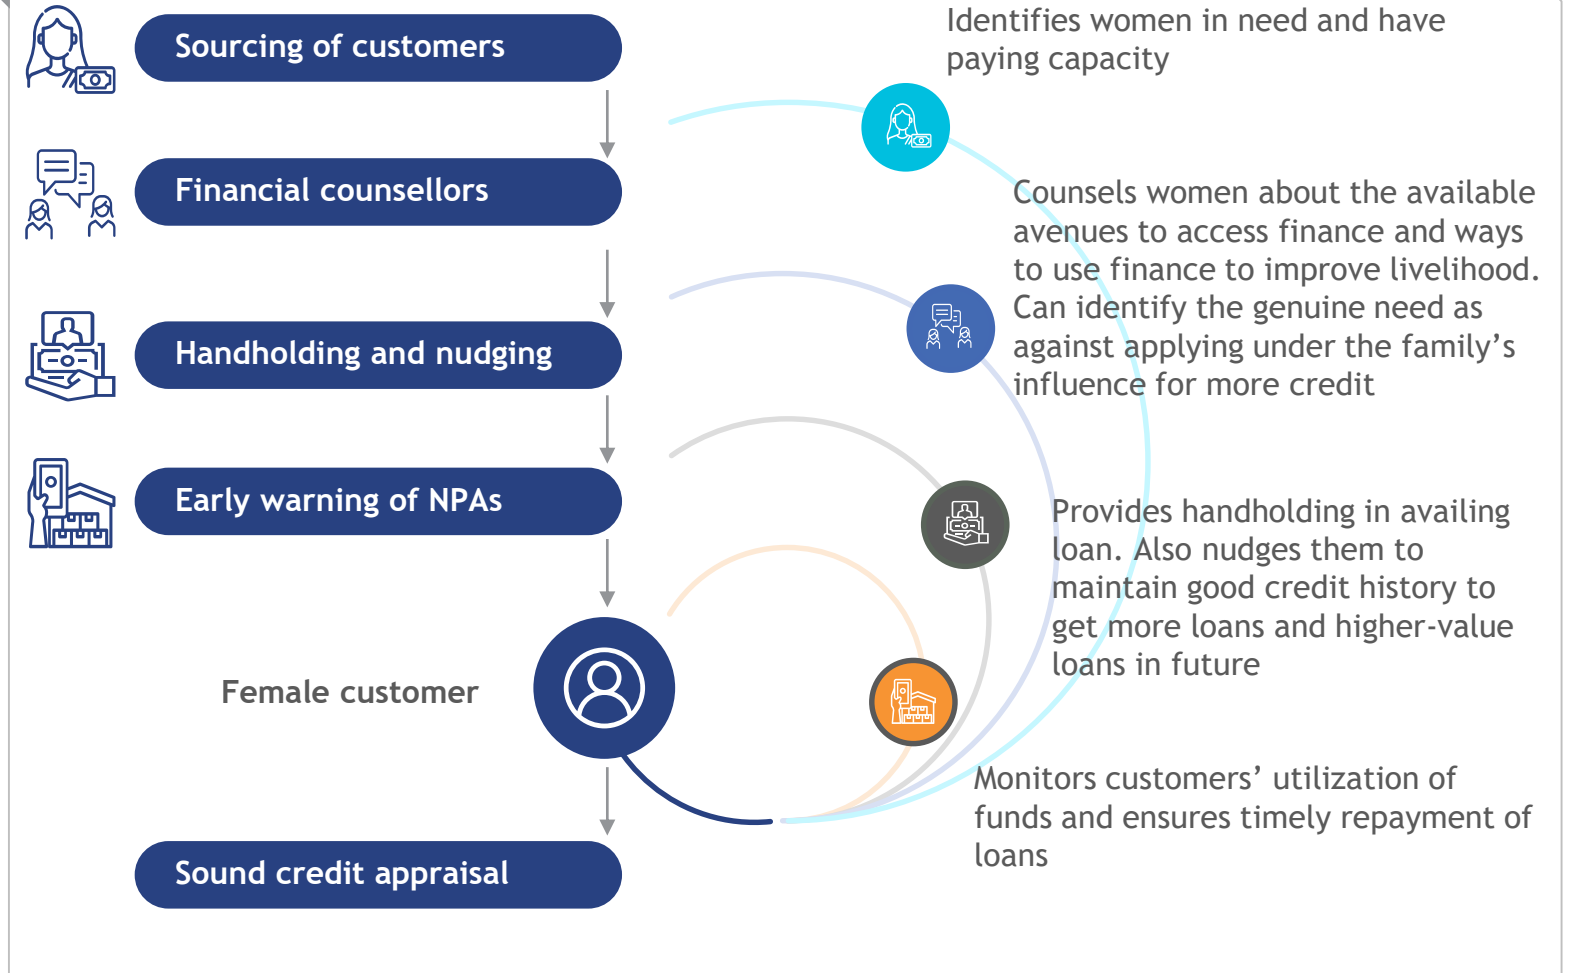 Sourcing of customers
Financial counsellors
Handholding and nudging
Early warning of NPAs
Female customer
Sound credit appraisal
Identifies women in need and have
paying capacity
Counsels women about the available
avenues to access finance and ways
to use finance to improve livelihood.
Can identify the genuine need as
against applying under the family’s
influence for more credit
Provides handholding in availing
loan. Also nudges them to
maintain good credit history to
get more loans and higher-value
loans in future
Monitors customers’ utilization of
funds and ensures timely repayment of
loans